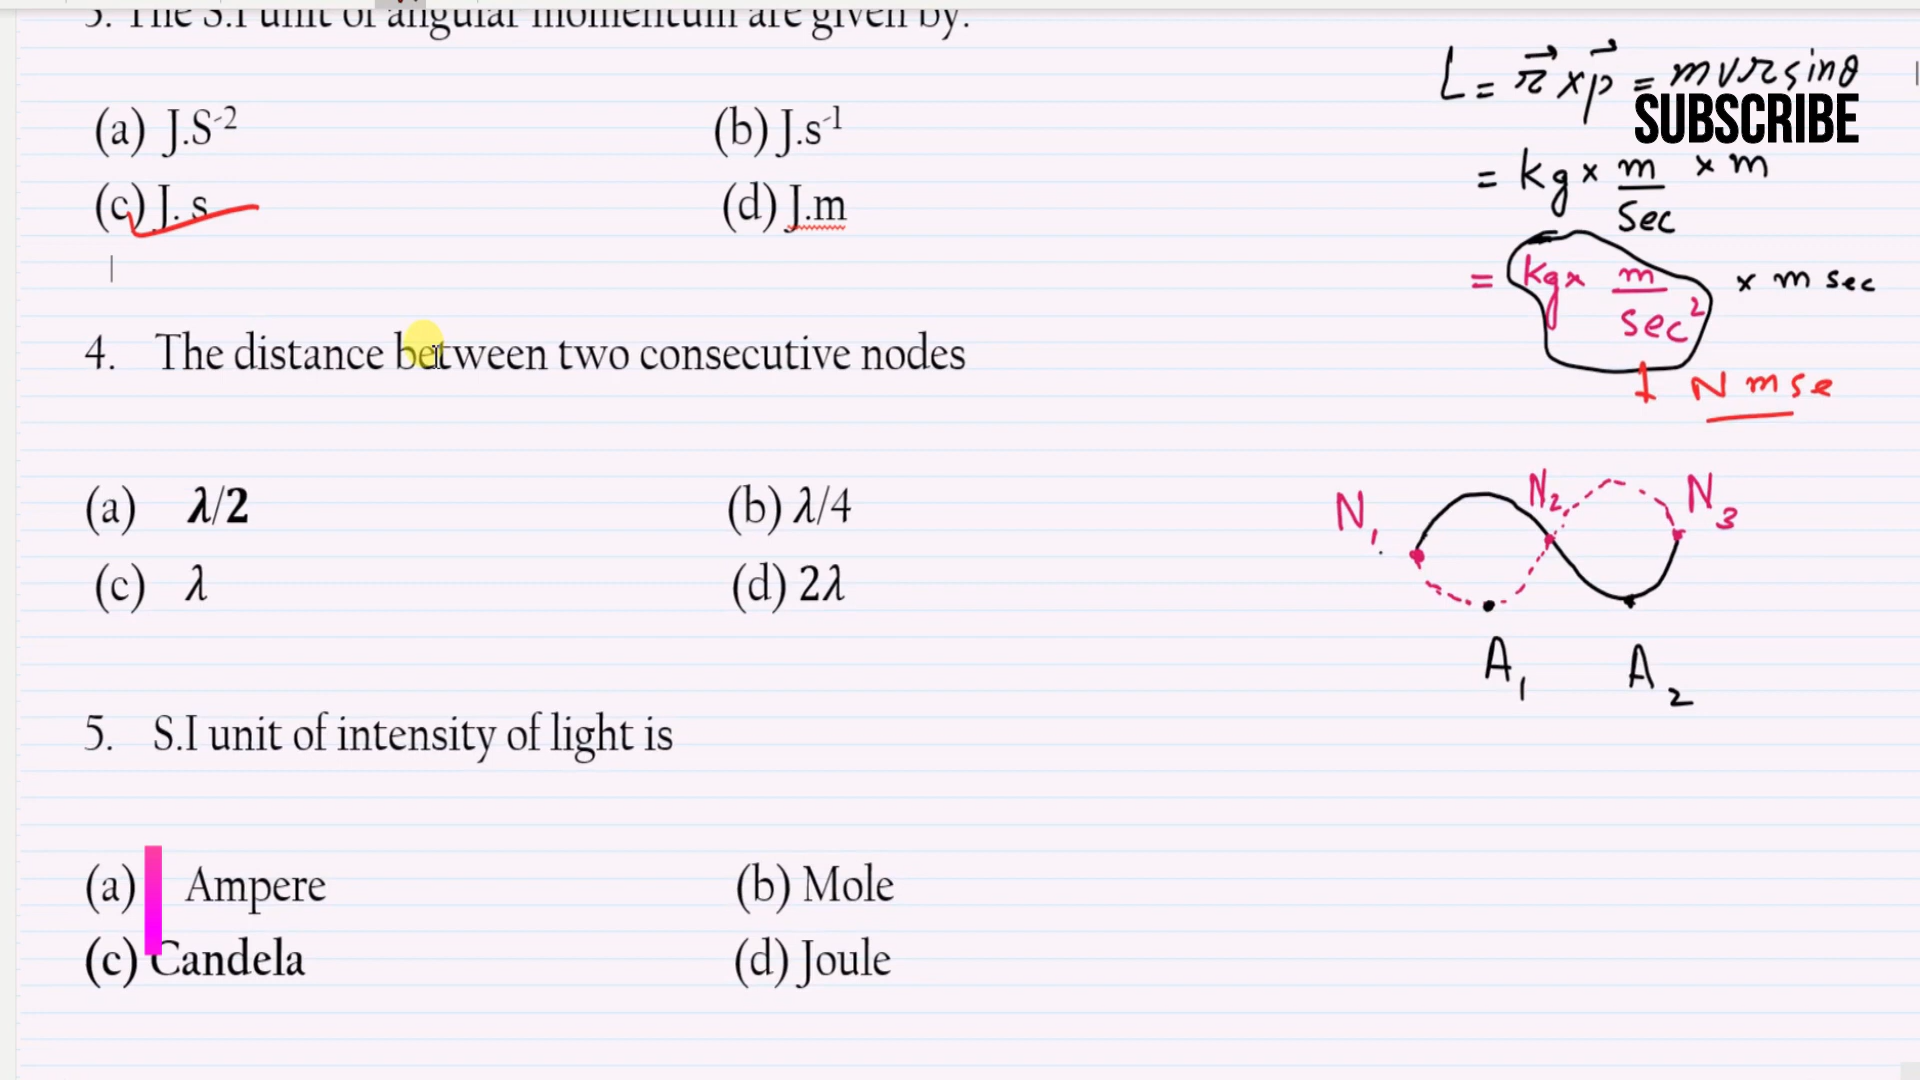 3. The S.I unit of angular momentum are given by:
(a) J.S⁻² (b) J.s⁻¹
(c) J. s (d) J.m
4. The distance between two consecutive nodes
(a) λ/2 (b) λ/4
(c) λ (d) 2λ
5. S.I unit of intensity of light is
(a) Ampere (b) Mole
(c) Candela (d) Joule
L = r⃗ × p⃗ = mvr sinθ
SUBSCRIBE
= kg × m/sec × m
= kg × m/sec² × m sec
N m se
N₁ N₂ N₃
A₁ A₂